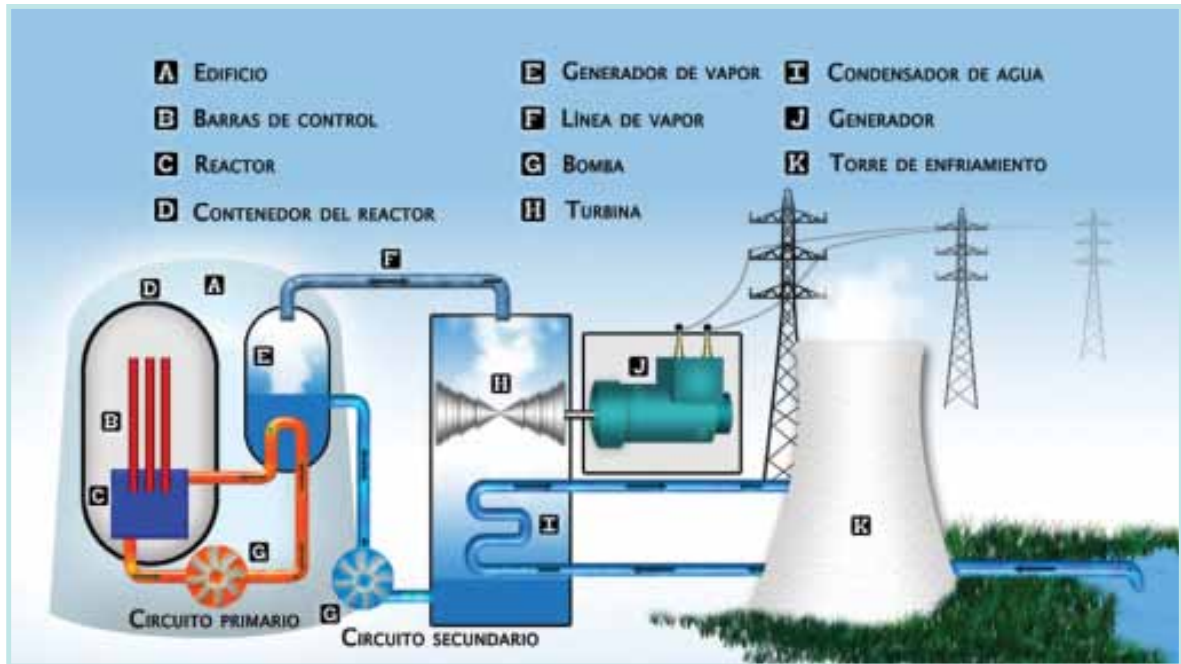 A EDIFICIO
B BARRAS DE CONTROL
C REACTOR
D CONTENEDOR DEL REACTOR
E GENERADOR DE VAPOR
F LÍNEA DE VAPOR
G BOMBA
H TURBINA
I CONDENSADOR DE AGUA
J GENERADOR
K TORRE DE ENFRIAMIENTO
F
D
A
E
J
H
B
C
I
K
G
G
CIRCUITO PRIMARIO
CIRCUITO SECUNDARIO